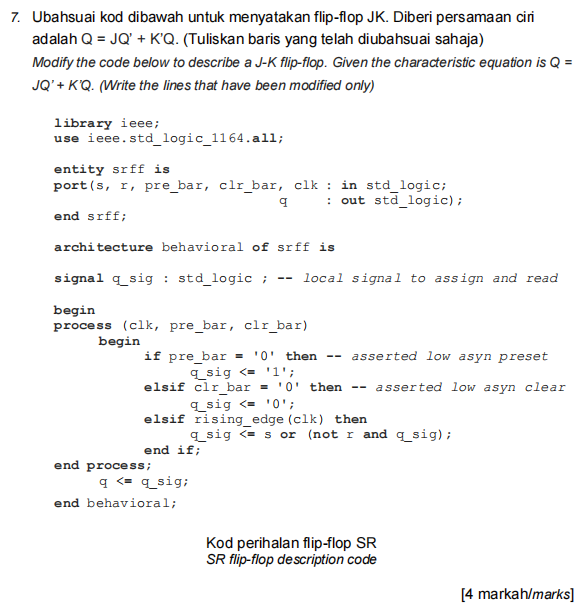 7. Ubahsuai kod dibawah untuk menyatakan flip-flop JK. Diberi persamaan ciri
adalah Q = JQ' + K'Q. (Tuliskan baris yang telah diubahsuai sahaja)
Modify the code below to describe a J-K flip-flop. Given the characteristic equation is Q =
JQ' + K'Q. (Write the lines that have been modified only)
library ieee;
use ieee.std_logic_1164.all;
entity srff is
port(s, r, pre_bar, clr_bar, clk : in std_logic;
q : out std_logic);
end srff;
architecture behavioral of srff is
signal q_sig : std_logic ; -- local signal to assign and read
begin
process (clk, pre_bar, clr_bar)
begin
if pre_bar = '0' then -- asserted low asyn preset
q_sig <= '1';
elsif clr_bar = '0' then -- asserted low asyn clear
q_sig <= '0';
elsif rising_edge(clk) then
q_sig <= s or (not r and q_sig);
end if;
end process;
q <= q_sig;
end behavioral;
Kod perihalan flip-flop SR
SR flip-flop description code
[4 markah/marks]